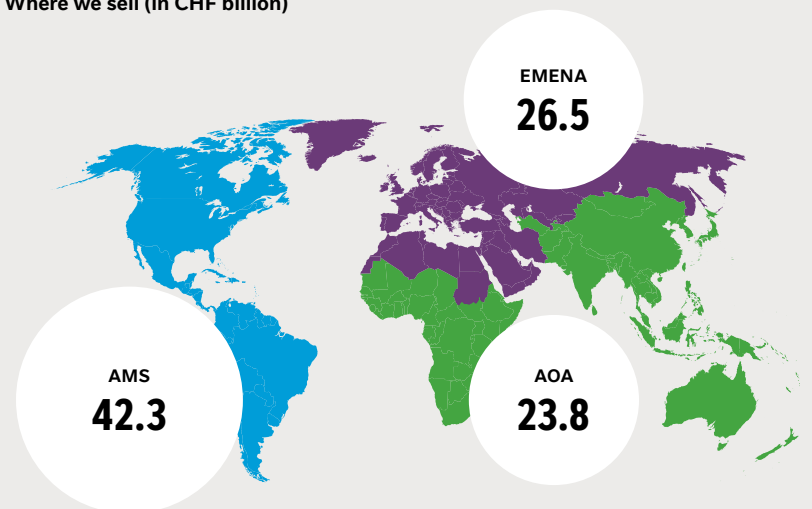 Where we sell (in CHF billion)
EMENA
26.5
AMS
42.3
AOA
23.8